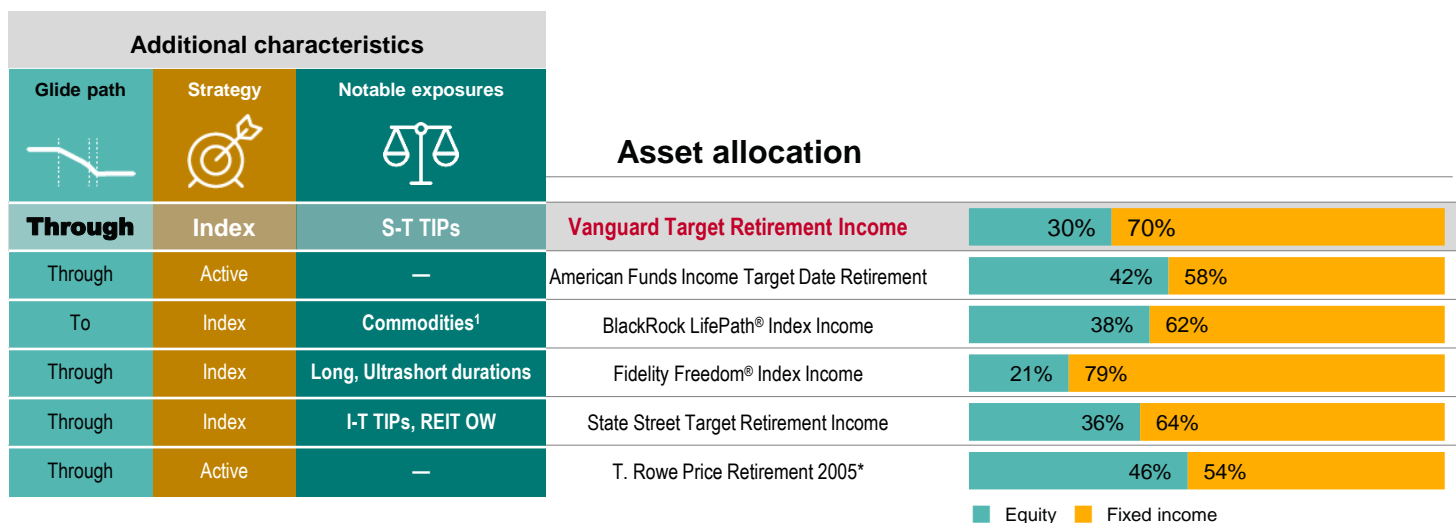 Additional characteristics
Glide path Strategy Notable exposures
Asset allocation
Through Index S-T TIPs Vanguard Target Retirement Income 30% 70%
Through Active — American Funds Income Target Date Retirement 42% 58%
To Index Commodities¹ BlackRock LifePath® Index Income 38% 62%
Through Index Long, Ultrashort durations Fidelity Freedom® Index Income 21% 79%
Through Index I-T TIPs, REIT OW State Street Target Retirement Income 36% 64%
Through Active — T. Rowe Price Retirement 2005* 46% 54%
Equity Fixed income